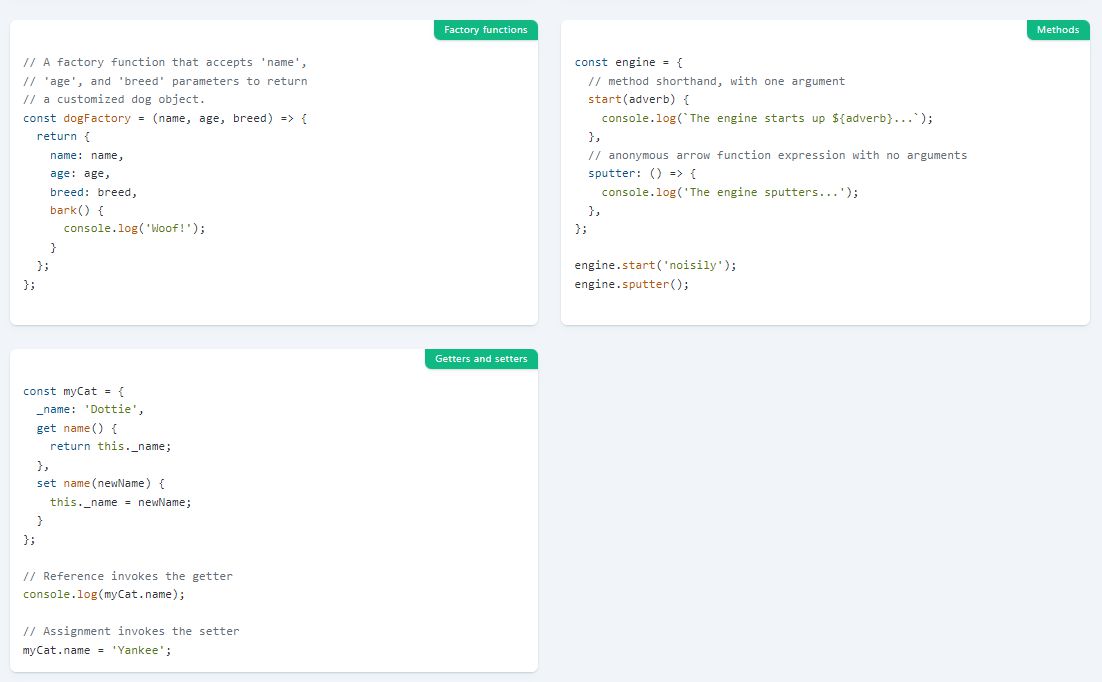 Factory functions
// A factory function that accepts 'name',
// 'age', and 'breed' parameters to return
// a customized dog object.
const dogFactory = (name, age, breed) => {
  return {
    name: name,
    age: age,
    breed: breed,
    bark() {
      console.log('Woof!');
    }
  };
};
Methods
const engine = {
  // method shorthand, with one argument
  start(adverb) {
    console.log(`The engine starts up ${adverb}...`);
  },
  // anonymous arrow function expression with no arguments
  sputter: () => {
    console.log('The engine sputters...');
  },
};

engine.start('noisily');
engine.sputter();
Getters and setters
const myCat = {
  _name: 'Dottie',
  get name() {
    return this._name;
  },
  set name(newName) {
    this._name = newName;
  }
};

// Reference invokes the getter
console.log(myCat.name);

// Assignment invokes the setter
myCat.name = 'Yankee';